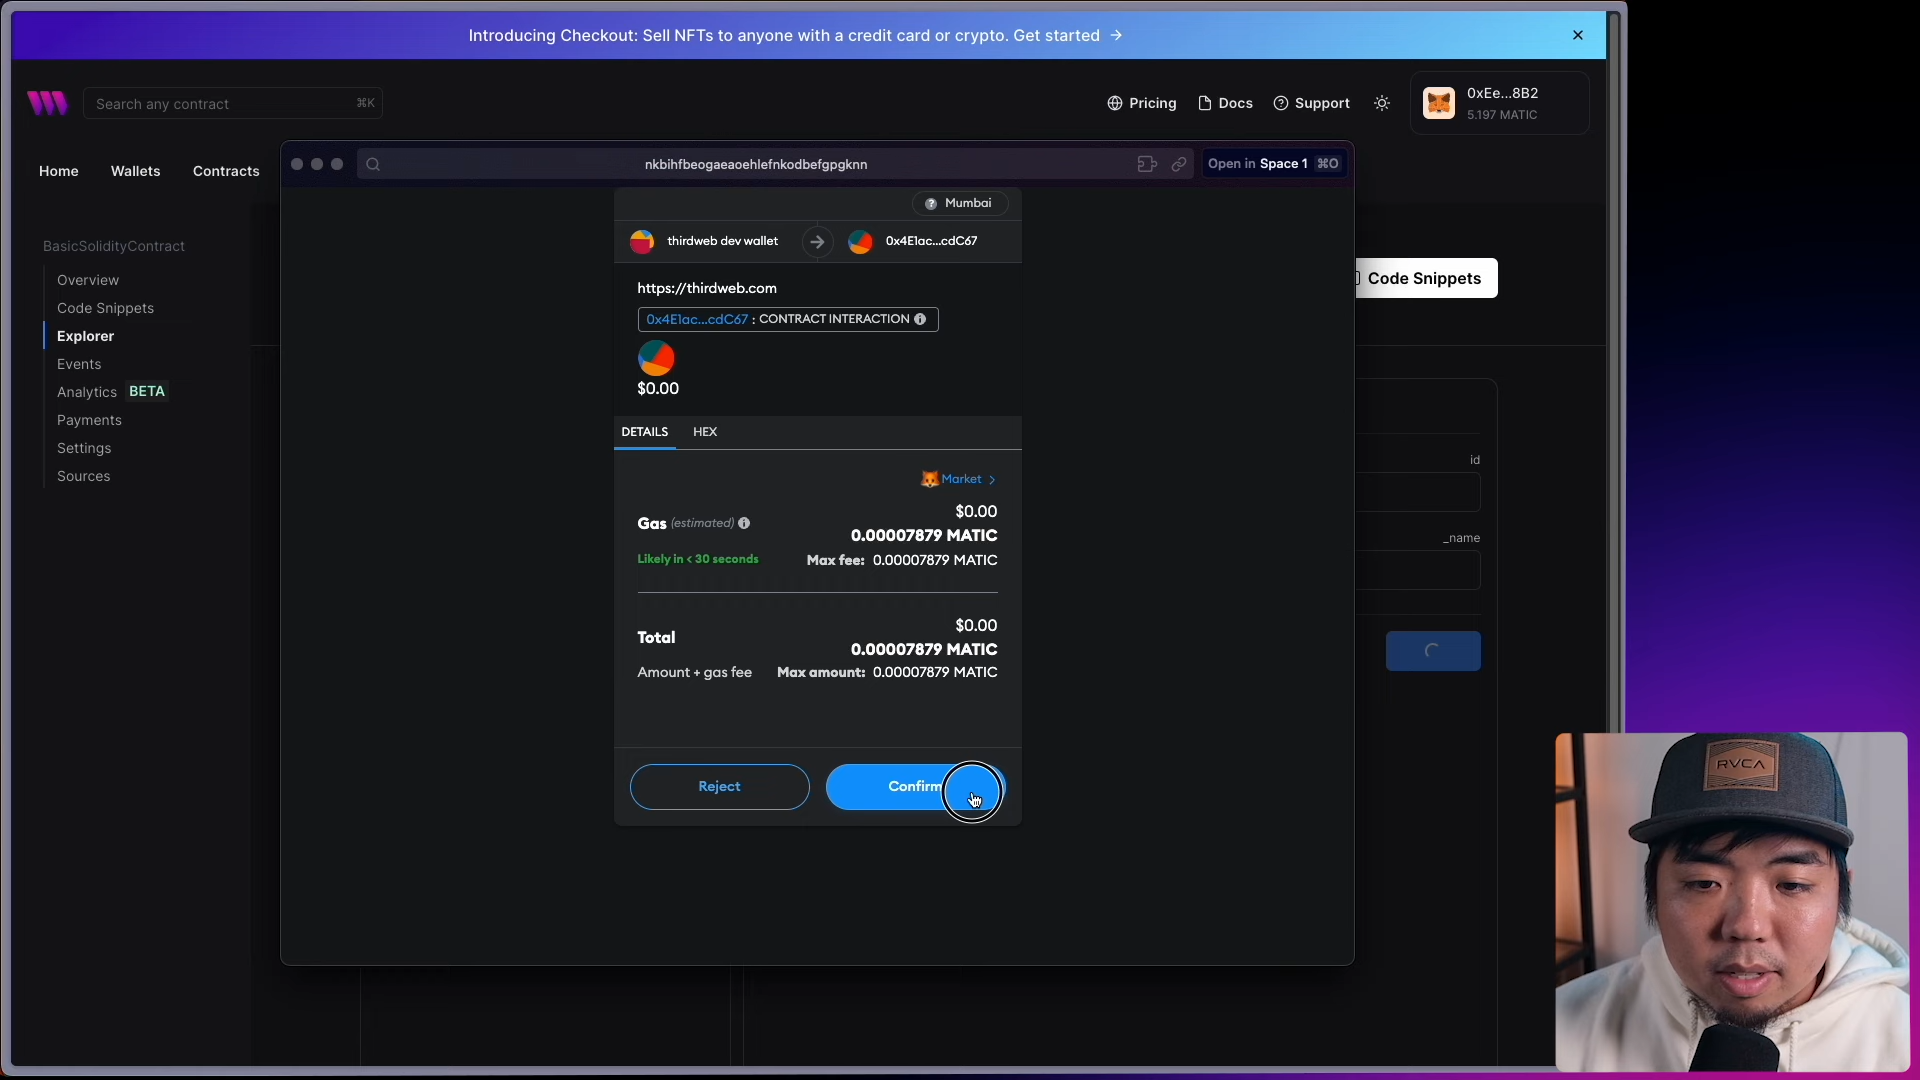 Introducing Checkout: Sell NFTs to anyone with a credit card or crypto. Get started →
Search any contract ⌘K
Pricing
Docs
Support
0xEe...8B2
5.197 MATIC
Home
Wallets
Contracts
nkbihfbeogaeaoehlefnkodbefgpgknn
Open in Space 1 ⌘O
Mumbai
thirdweb dev wallet
0x4E1ac...cdC67
BasicSolidityContract
Overview
Code Snippets
Explorer
Events
Analytics BETA
Payments
Settings
Sources
https://thirdweb.com
0x4E1ac...cdC67 : CONTRACT INTERACTION
$0.00
DETAILS
HEX
Market >
$0.00
Gas (estimated)
0.00007879 MATIC
Likely in < 30 seconds
Max fee: 0.00007879 MATIC
$0.00
Total
0.00007879 MATIC
Amount + gas fee
Max amount: 0.00007879 MATIC
Reject
Confirm
Code Snippets
id
_name
RVCA